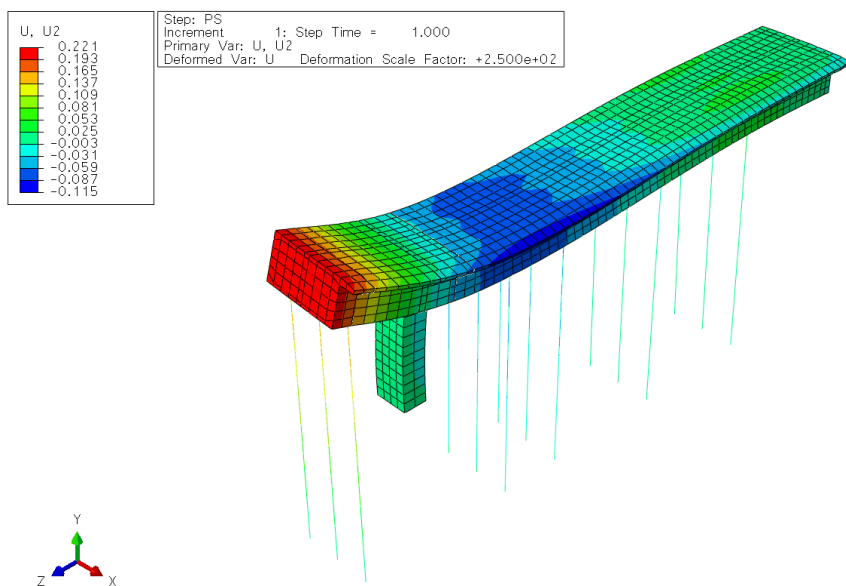 U, U2
0.221
0.193
0.165
0.137
0.109
0.081
0.053
0.025
-0.003
-0.031
-0.059
-0.087
-0.115
Step: PS
Increment 1: Step Time = 1.000
Primary Var: U, U2
Deformed Var: U Deformation Scale Factor: +2.500e+02
Y
Z X